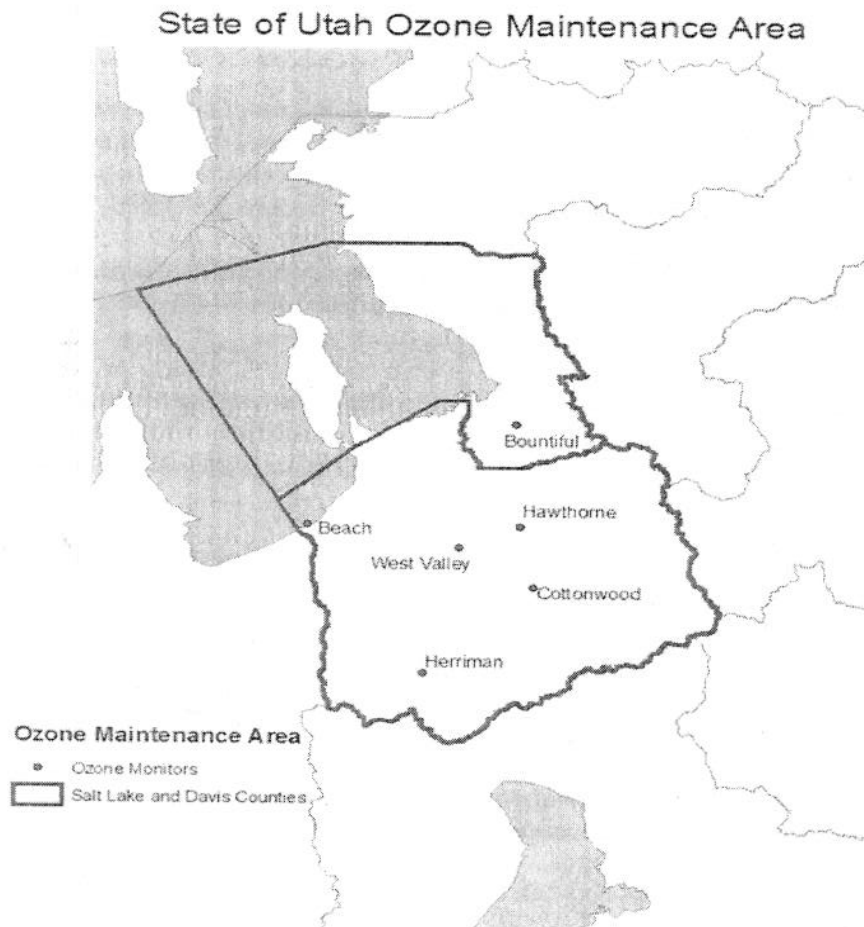 State of Utah Ozone Maintenance Area
Bountiful
Hawthorne
Beach
West Valley
Cottonwood
Herriman
Ozone Maintenance Area
Ozone Monitors
Salt Lake and Davis Counties